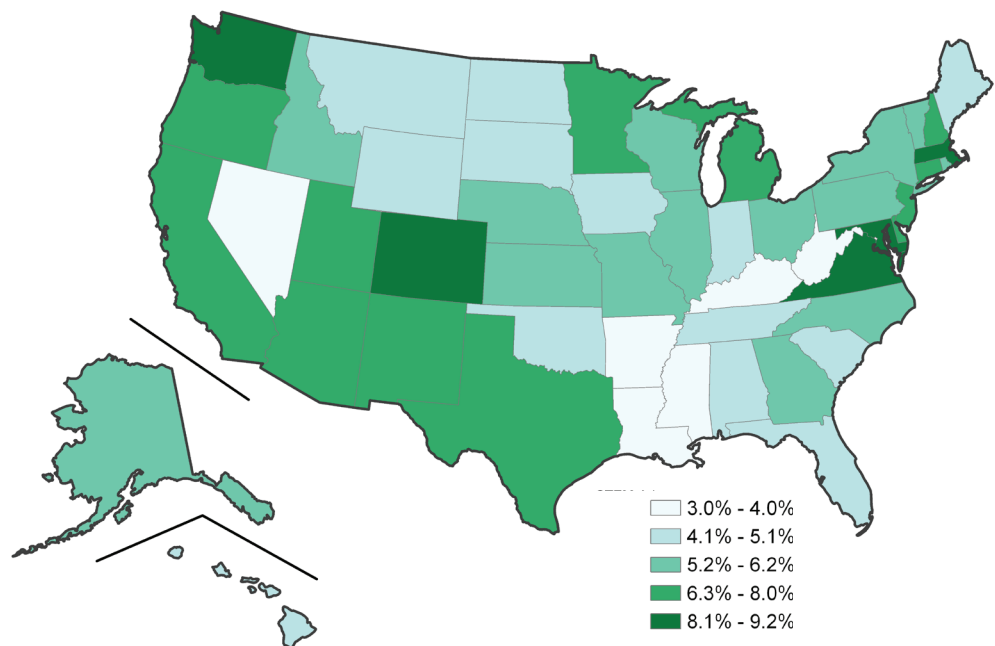 3.0% - 4.0%
4.1% - 5.1%
5.2% - 6.2%
6.3% - 8.0%
8.1% - 9.2%